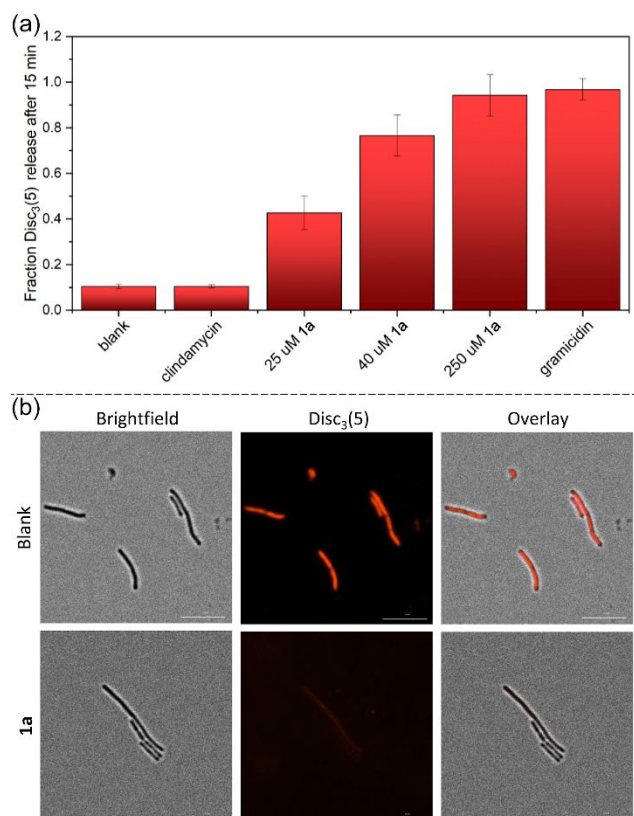 (a)
Fraction Disc₃(5) release after 15 min
1.2
1.0
0.8
0.6
0.4
0.2
0.0
blank
clindamycin
25 uM 1a
40 uM 1a
250 uM 1a
gramicidin
(b)
Brightfield
Disc₃(5)
Overlay
Blank
1a